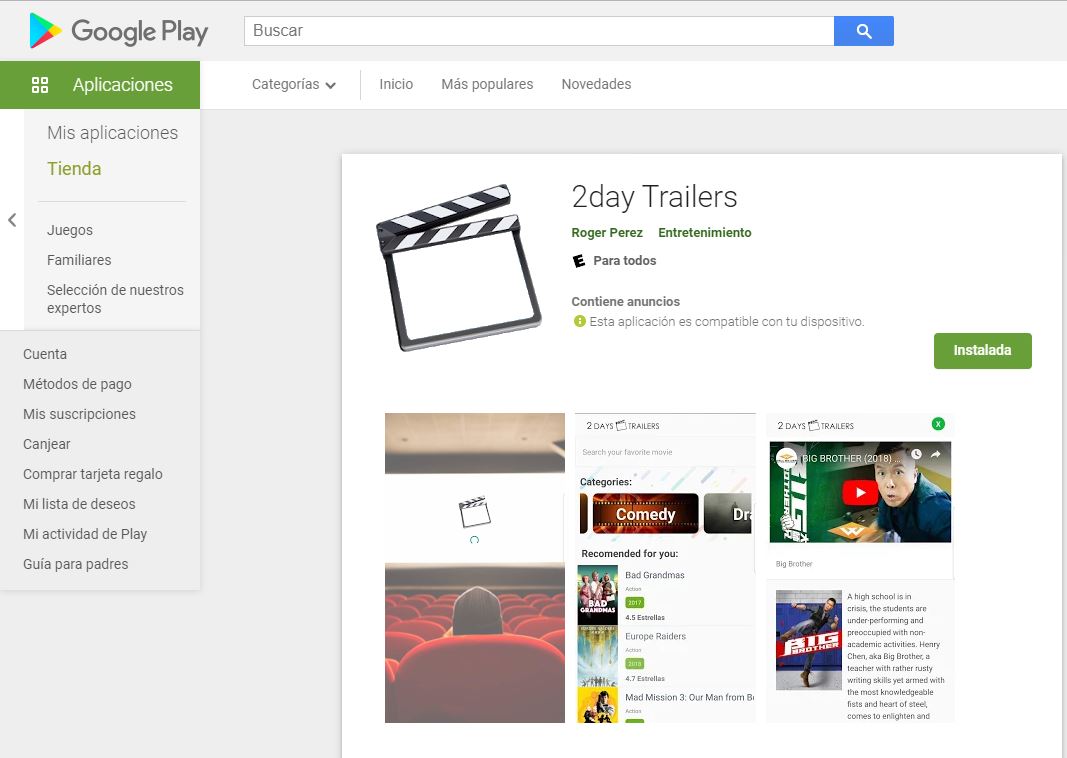 Google Play
Buscar
Aplicaciones
Categorías
Inicio
Más populares
Novedades
Mis aplicaciones
Tienda
Juegos
Familiares
Selección de nuestros
expertos
Cuenta
Métodos de pago
Mis suscripciones
Canjear
Comprar tarjeta regalo
Mi lista de deseos
Mi actividad de Play
Guía para padres
2day Trailers
Roger Perez Entretenimiento
E Para todos
Contiene anuncios
Esta aplicación es compatible con tu dispositivo.
Instalada
2 DAYS TRAILERS
Search your favorite movie
Categories:
Comedy
Dr
Recomended for you:
BAD
GRANDMAS
Bad Grandmas
Action
2017
4.5 Estrellas
Europe Raiders
Action
2018
4.7 Estrellas
Mad Mission 3: Our Man from Bo
Action
2 DAYS TRAILERS
X
BIG BROTHER (2018) ...
Big Brother
BIG
BROTHER
A high school is in
crisis, the students are
under-performing and
preoccupied with non-
academic activities. Henry
Chen, aka Big Brother, a
teacher with rather rusty
writing skills yet armed with
the most knowledgeable
fists and heart of steel,
comes to enlighten and